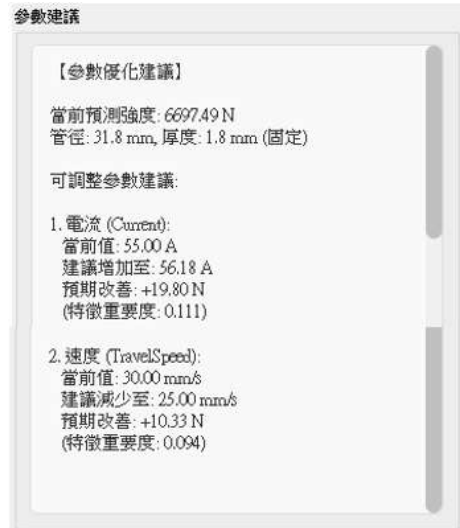 參數建議
【參數優化建議】
當前預測強度: 6697.49 N
管徑: 31.8 mm, 厚度: 1.8 mm (固定)
可調整參數建議:
1. 電流 (Current):
當前值: 55.00 A
建議增加至: 56.18 A
預期改善: +19.80 N
(特徵重要度: 0.111)
2. 速度 (TravelSpeed):
當前值: 30.00 mm/s
建議減少至: 25.00 mm/s
預期改善: +10.33 N
(特徵重要度: 0.094)